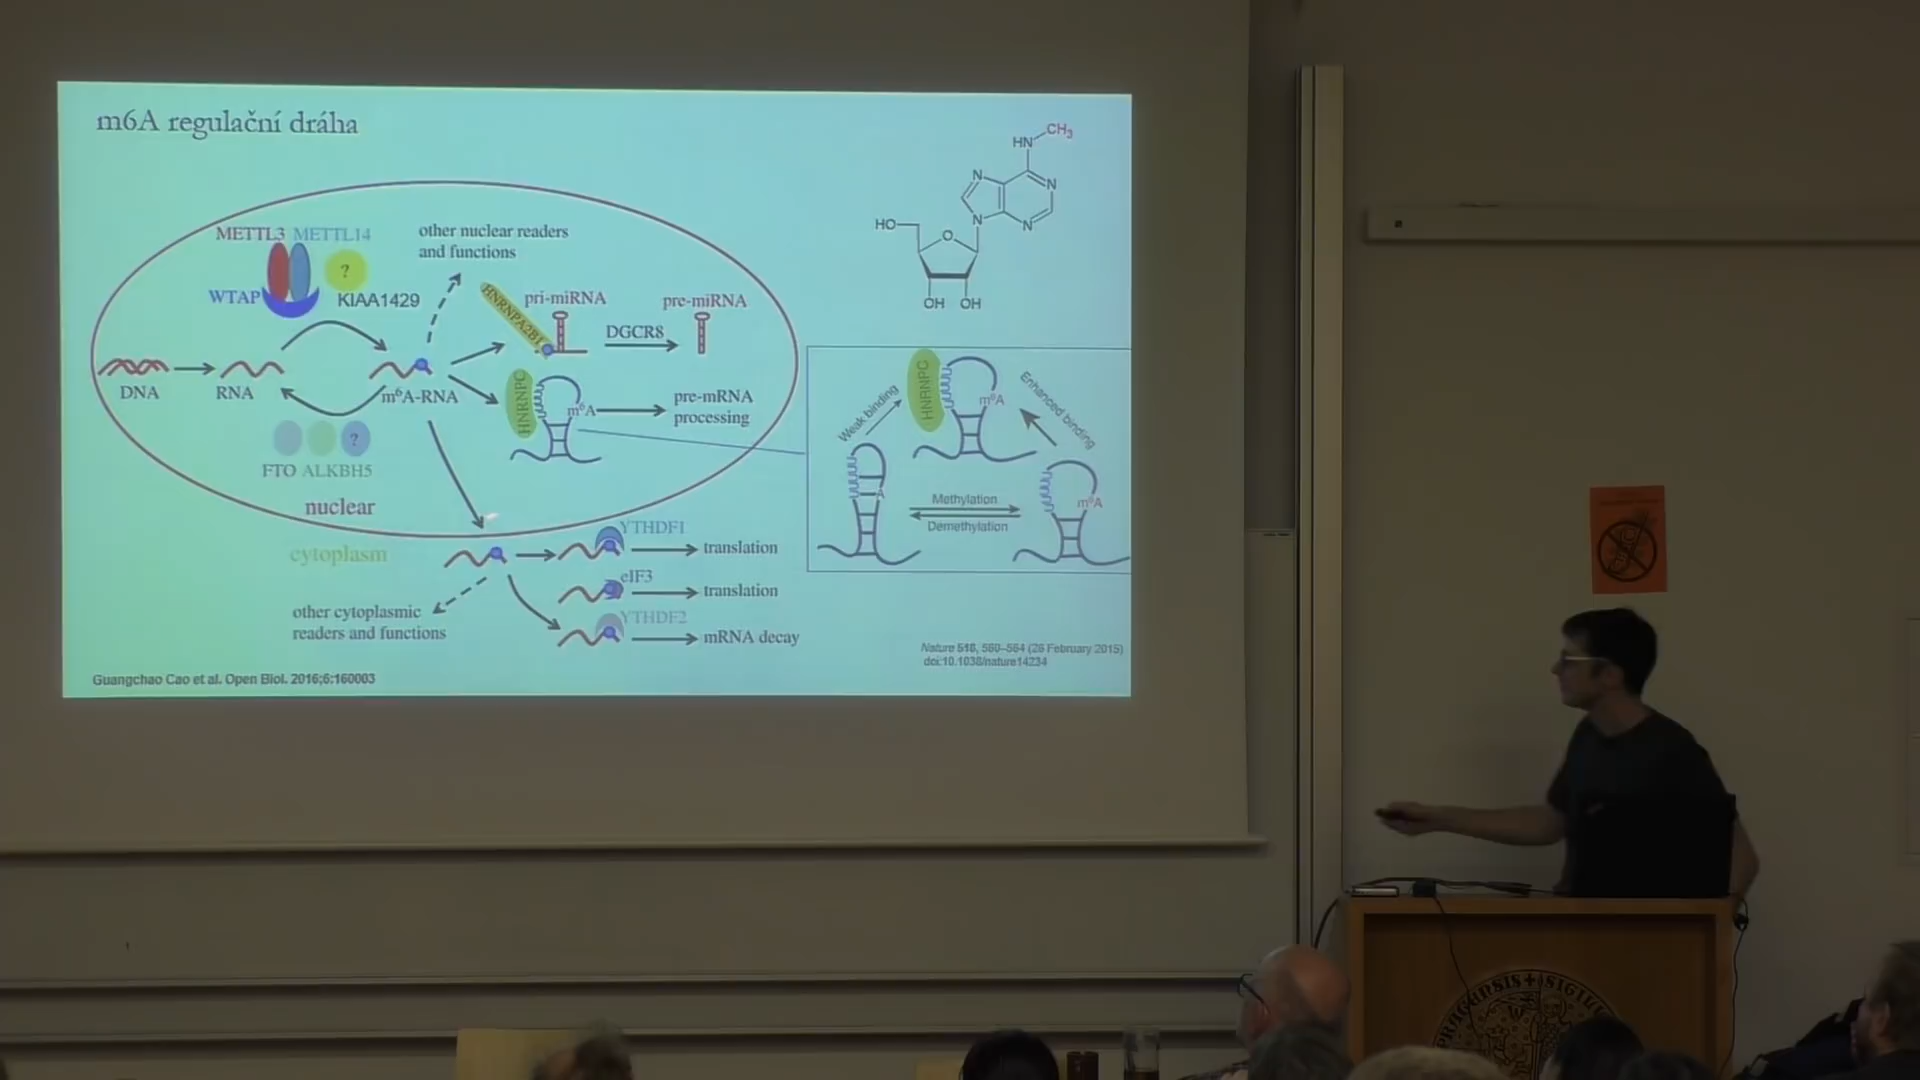 m6A regulační dráha
CH3
HN
N
N
N
N
HO
O
OH OH
METTL3 METTL14
?
WTAP
KIAA1429
other nuclear readers
and functions
HNRNPA2B1
pri-miRNA
pre-miRNA
DGCR8
DNA
RNA
m6A-RNA
HNRNPC
m6A
pre-mRNA
processing
?
FTO ALKBH5
nuclear
cytoplasm
YTHDF1
translation
eIF3
translation
YTHDF2
mRNA decay
other cytoplasmic
readers and functions
Weak binding
HNRNPC
m6A
Enhanced binding
A
Methylation
Demethylation
m6A
Nature 518, 560–564 (26 February 2015)
doi:10.1038/nature14234
Guangchao Cao et al. Open Biol. 2016;6:160003
PRAGENSIS + SIGILL